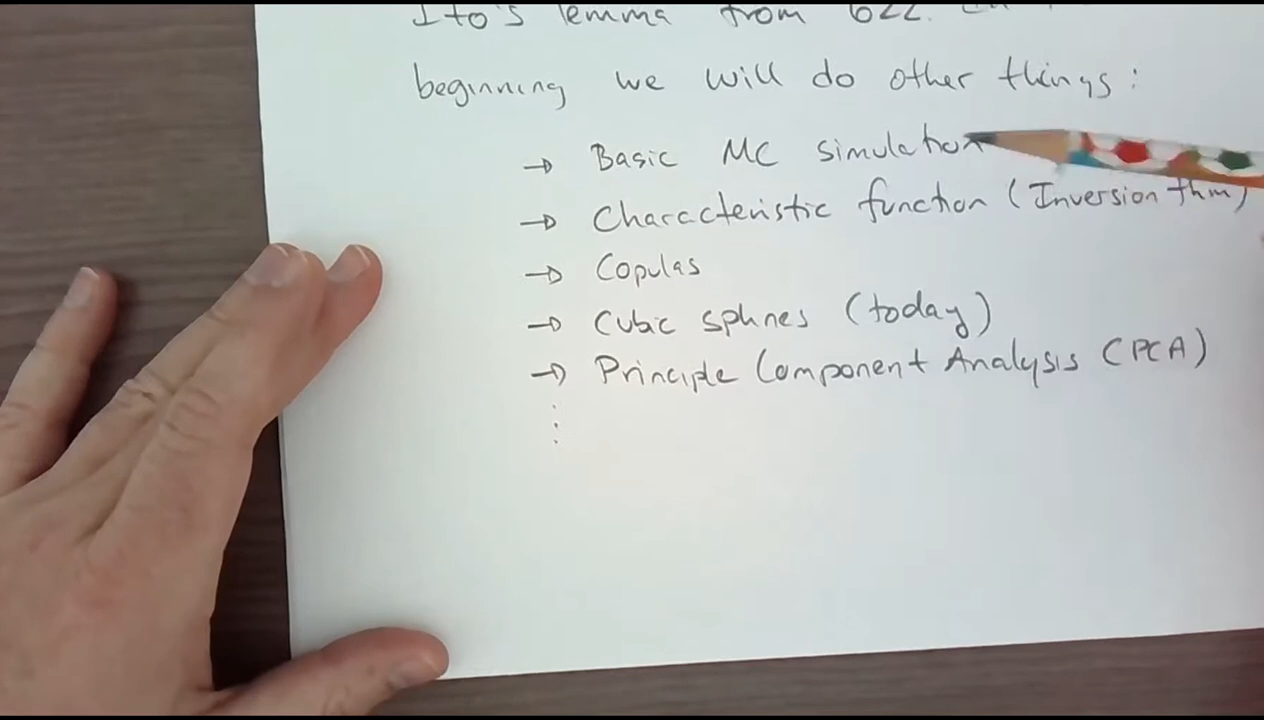 Ito's lemma from 622.
beginning we will do other things :
→ Basic MC simulation
→ Characteristic function (Inversion thm)
→ Copulas
→ Cubic splines (today)
→ Principle Component Analysis (PCA)
⋮